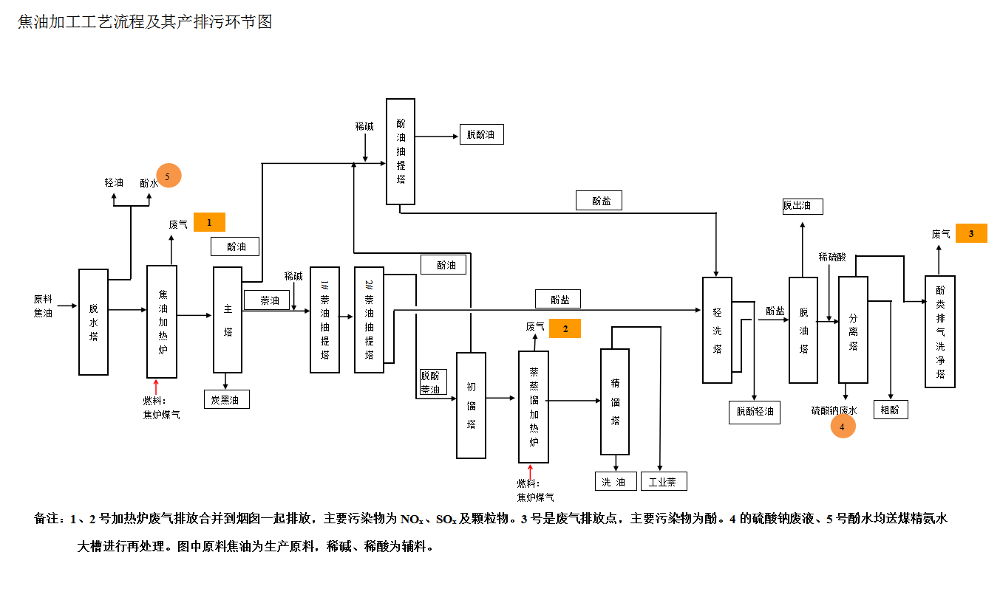 焦油加工工艺流程及其产排污环节图
酚油抽提塔
稀碱
脱酚油
5
轻油
酚水
酚盐
脱出油
废气
1
废气
3
酚油
酚油
稀硫酸
稀碱
原料
焦油
脱水塔
焦油加热炉
主塔
萘油
1#萘油抽提塔
2#萘油抽提塔
酚盐
轻洗塔
酚盐
脱油塔
分离塔
酚类排气洗净塔
废气
2
脱酚
萘油
初馏塔
萘蒸馏加热炉
精馏塔
燃料：
焦炉煤气
炭黑油
脱酚轻油
硫酸钠废水
4
粗酚
燃料：
焦炉煤气
洗 油
工业萘
备注：1、2号加热炉废气排放合并到烟囱一起排放，主要污染物为NOx、SOx及颗粒物。3号是废气排放点，主要污染物为酚。4的硫酸钠废液、5号酚水均送煤精氨水
大槽进行再处理。图中原料焦油为生产原料，稀碱、稀酸为辅料。